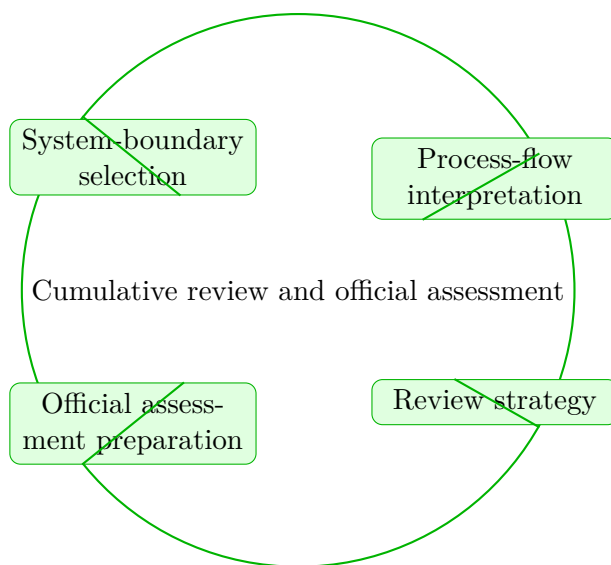 System-boundary
selection
Process-flow
interpretation
Cumulative review and official assessment
Official assess-
ment preparation
Review strategy